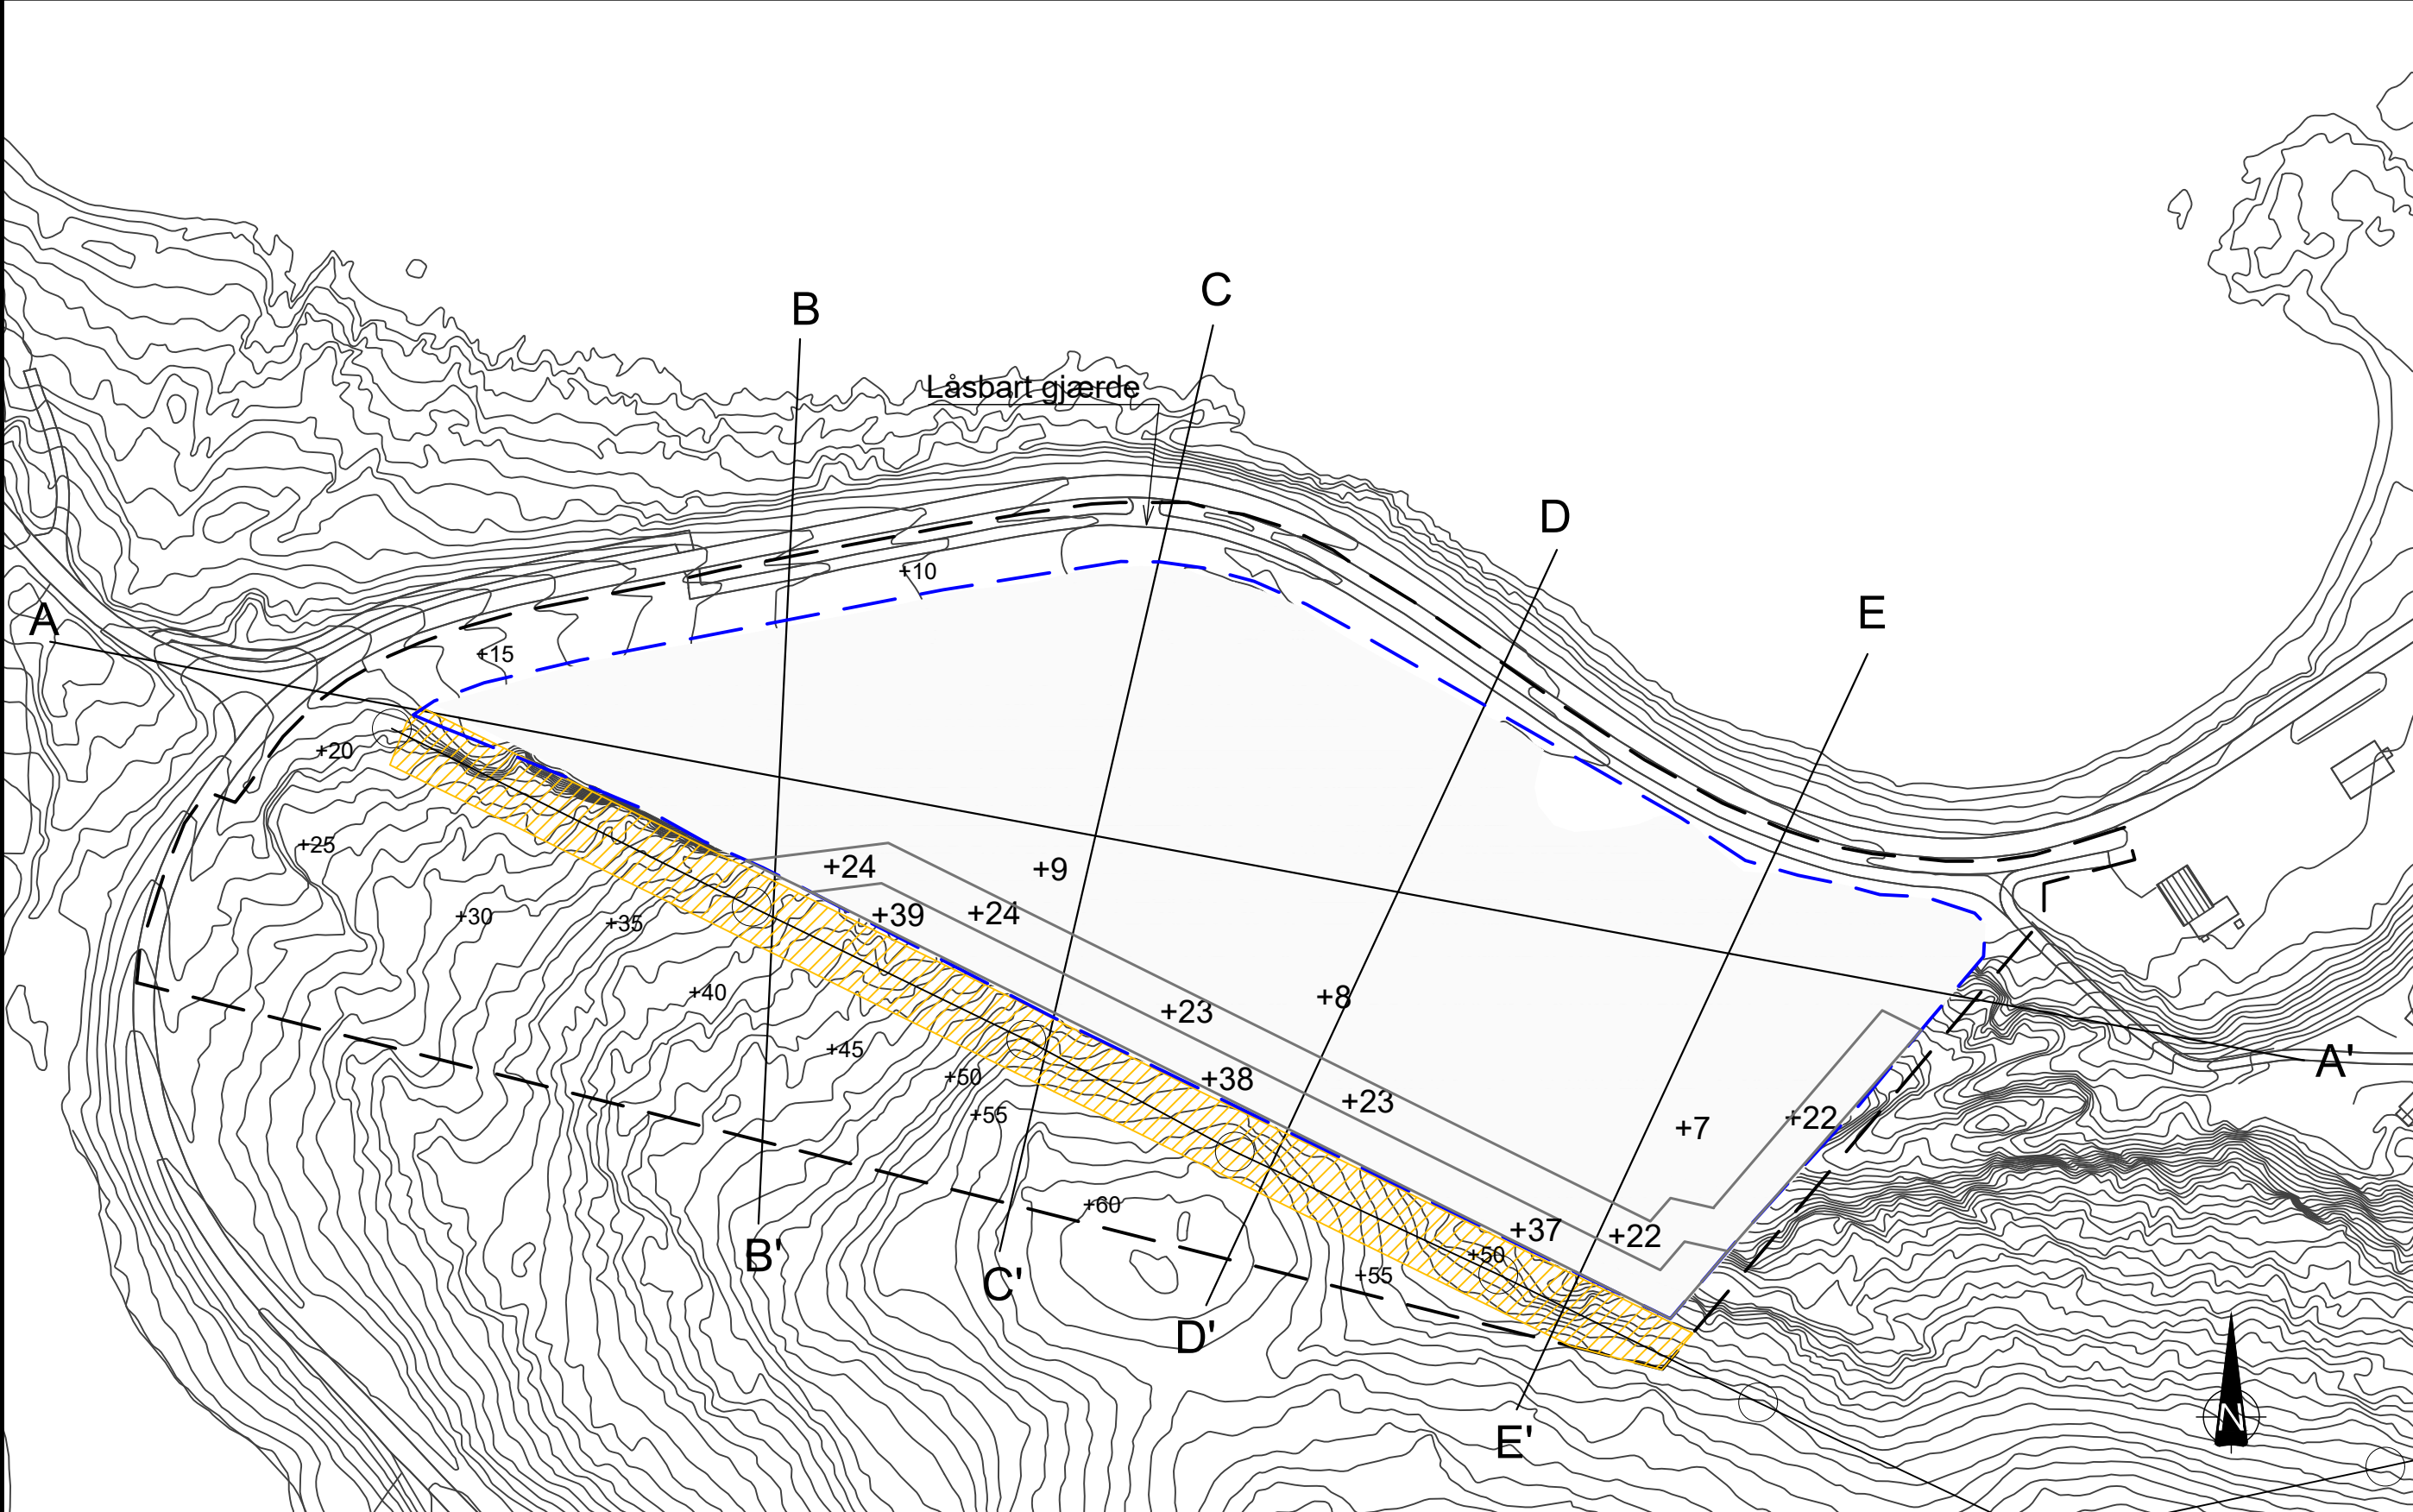 C
B
Låsbart gjærde
D
+10
E
A
+15
+20
+25
+24
+9
+39
+24
+30
+35
+40
+8
+23
+45
A'
+50
+38
+23
+55
+7
+22
+60
+37
+22
B'
+50
+55
C'
D'
E'
N